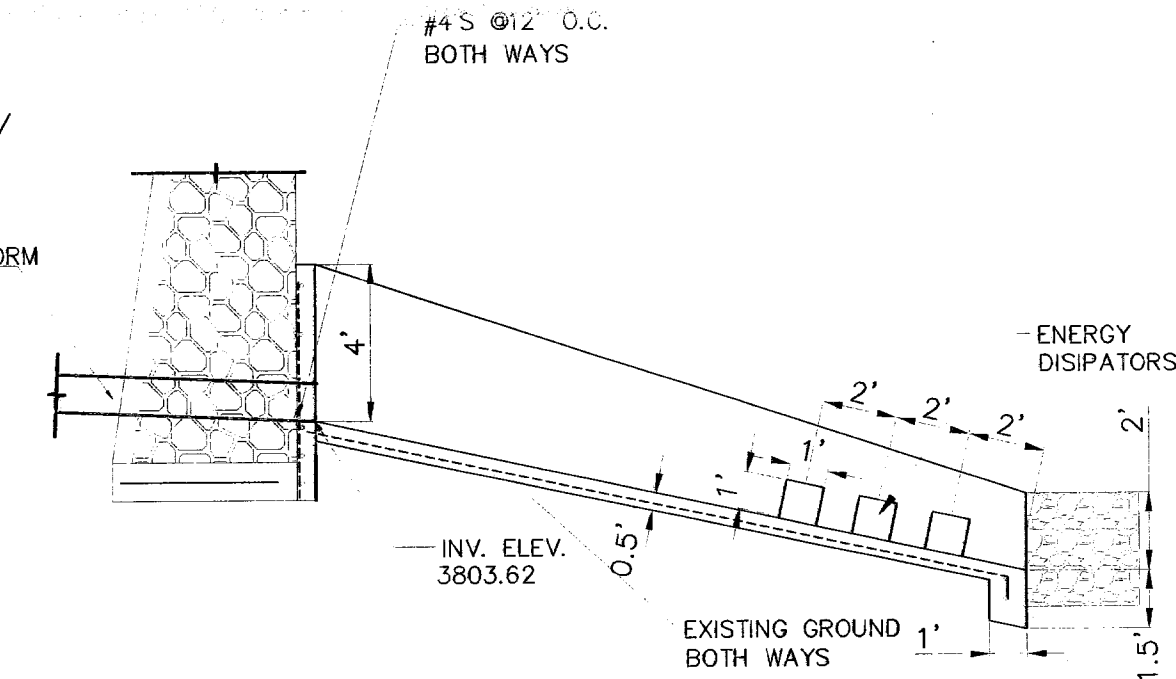 #4'S @12' O.C.
BOTH WAYS
ORM
4'
ENERGY
DISIPATORS
2'
2'
2'
2'
1'
1'
0.5'
INV. ELEV.
3803.62
EXISTING GROUND
BOTH WAYS
1'
1.5'